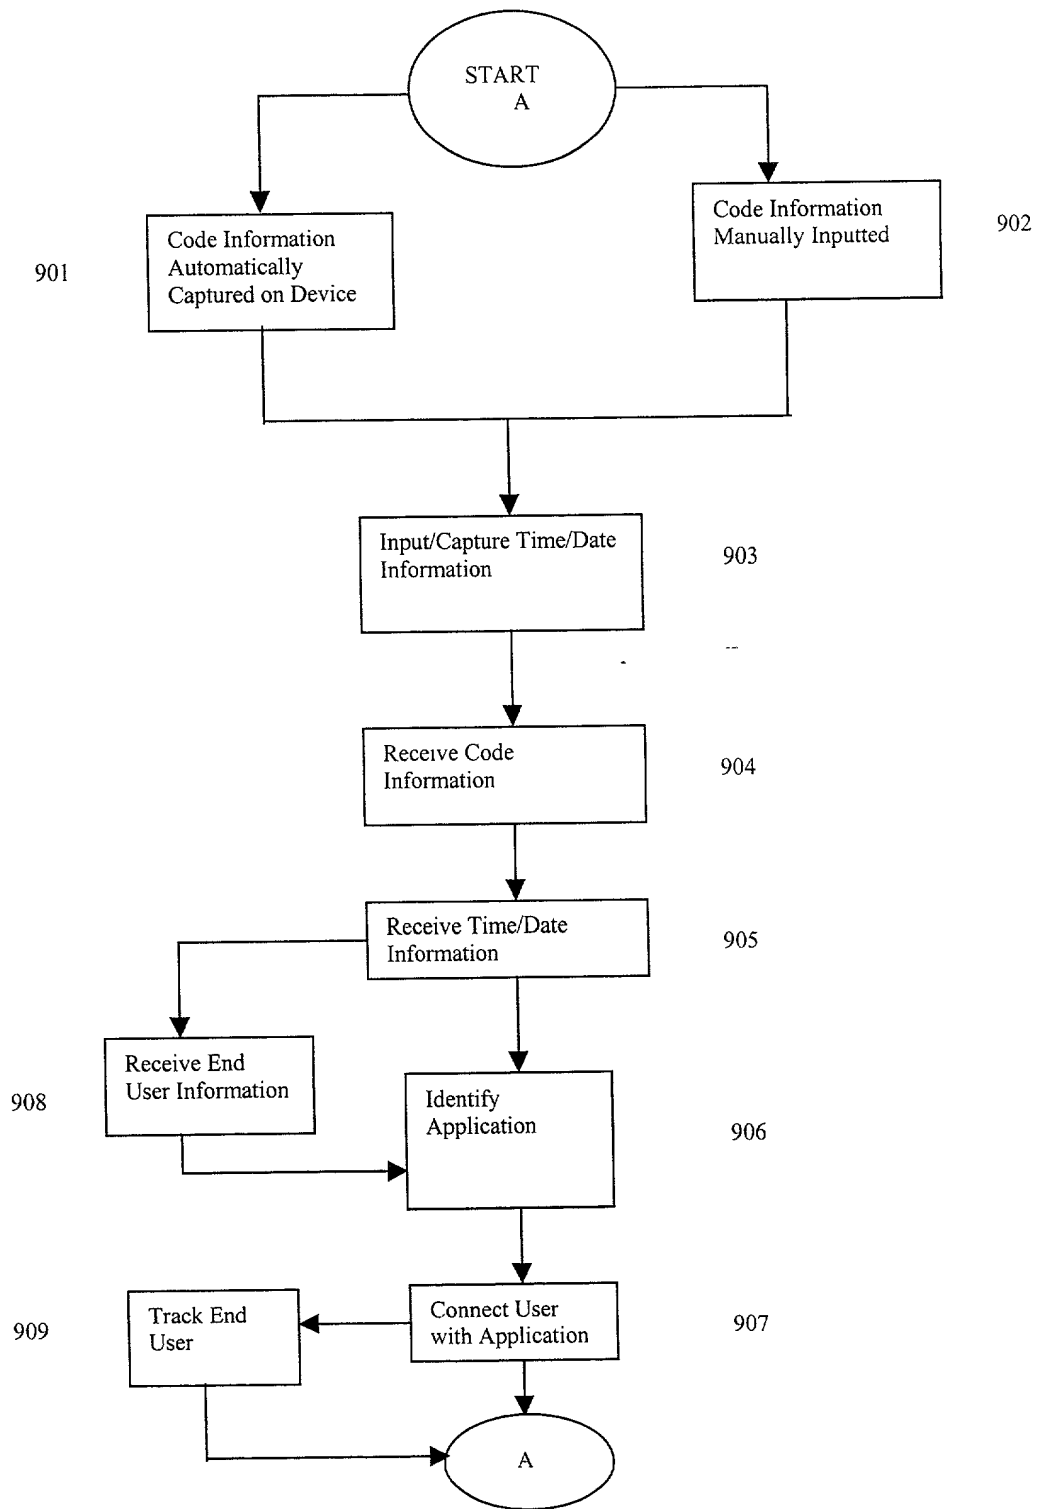 START
A
Code Information
Manually Inputted
902
901
Code Information
Automatically
Captured on Device
Input/Capture Time/Date
Information
903
Receive Code
Information
904
Receive Time/Date
Information
905
908
Receive End
User Information
Identify
Application
906
909
Track End
User
Connect User
with Application
907
A